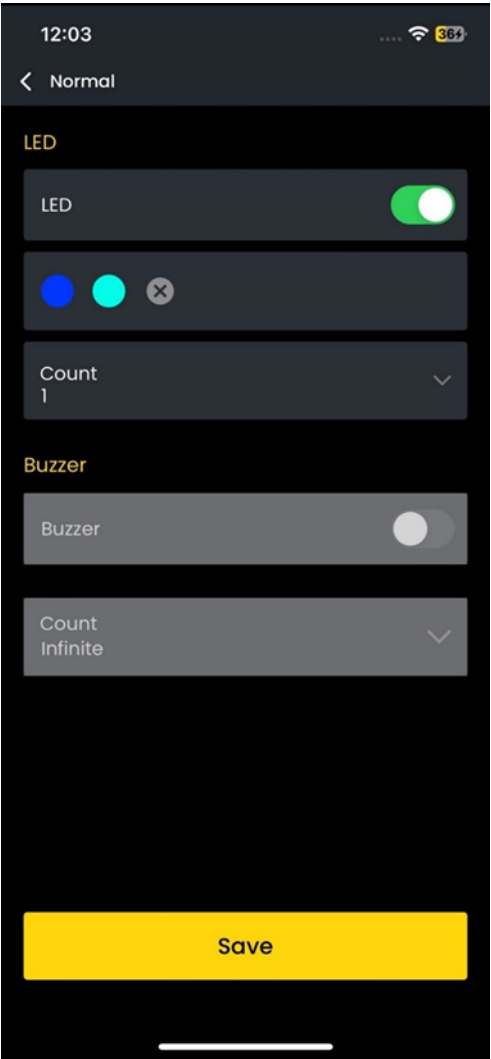 12:03
36
Normal
LED
LED
Count
1
Buzzer
Buzzer
Count
Infinite
Save